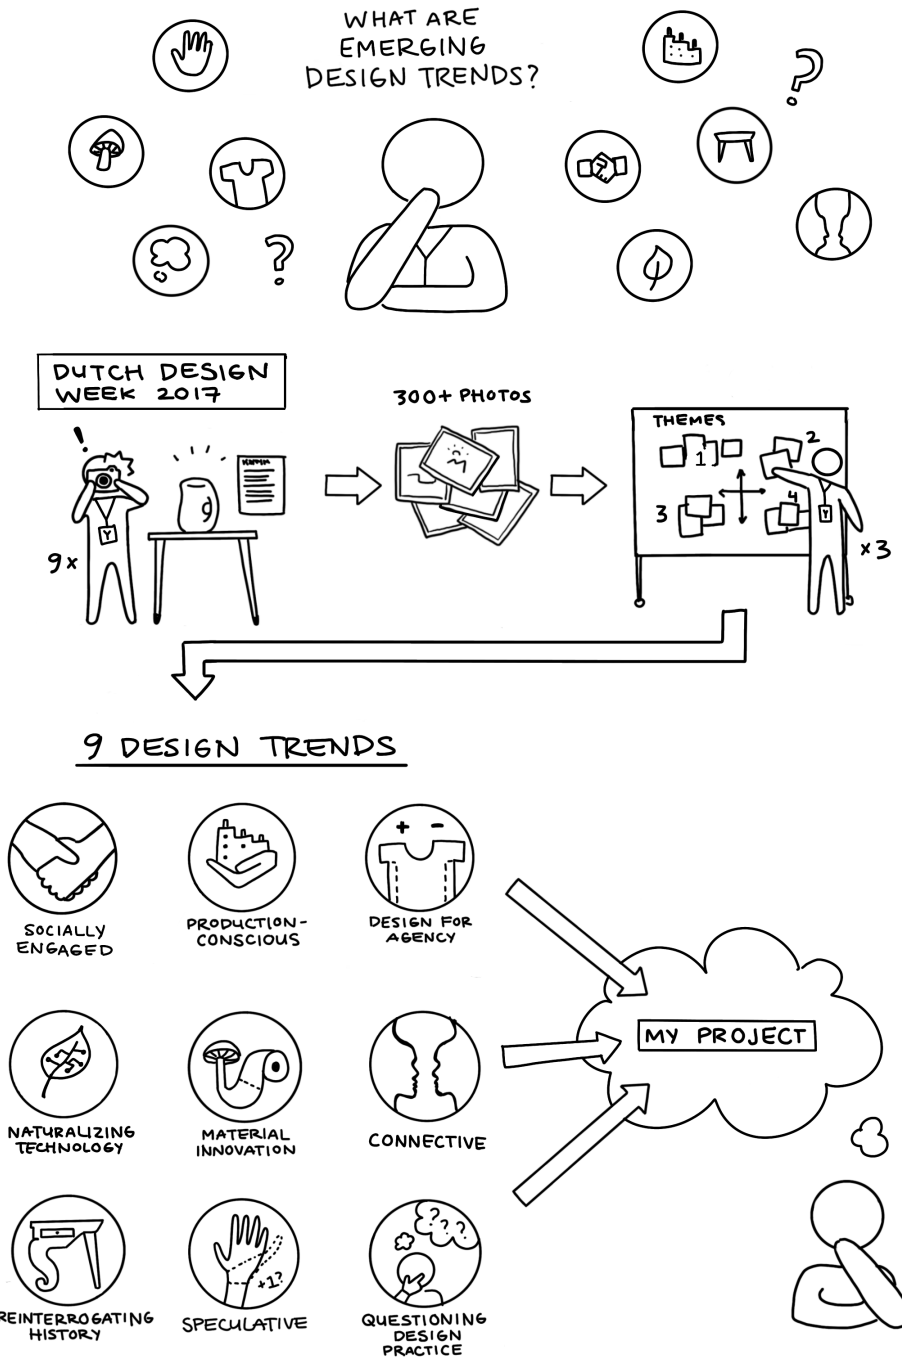 WHAT ARE
EMERGING
DESIGN TRENDS?
?
?
DUTCH DESIGN
WEEK 2017
300+ PHOTOS
THEMES
1
2
3
4
!
Y
9x
Y
x3
9 DESIGN TRENDS
+ -
SOCIALLY
ENGAGED
PRODUCTION-
CONSCIOUS
DESIGN FOR
AGENCY
MY PROJECT
NATURALIZING
TECHNOLOGY
MATERIAL
INNOVATION
CONNECTIVE
+1?
? ? ? ?
REINTERROGATING
HISTORY
SPECULATIVE
QUESTIONING
DESIGN
PRACTICE